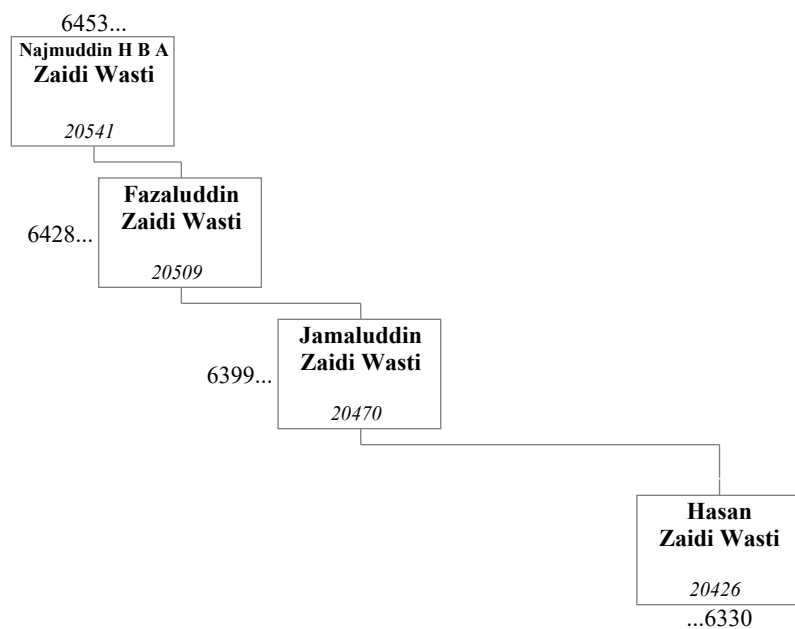 6453...
Najmuddin H B A
Zaidi Wasti
20541
Fazaluddin
Zaidi Wasti
6428...
20509
Jamaluddin
Zaidi Wasti
6399...
20470
Hasan
Zaidi Wasti
20426
...6330